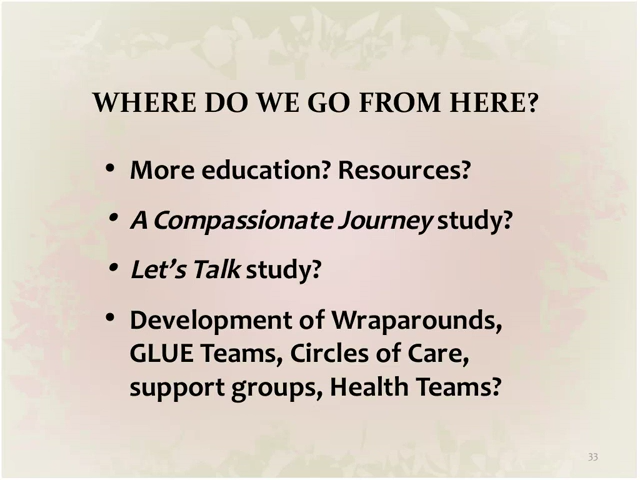 WHERE DO WE GO FROM HERE?
• More education? Resources?
• A Compassionate Journey study?
• Let’s Talk study?
• Development of Wraparounds,
GLUE Teams, Circles of Care,
support groups, Health Teams?
33